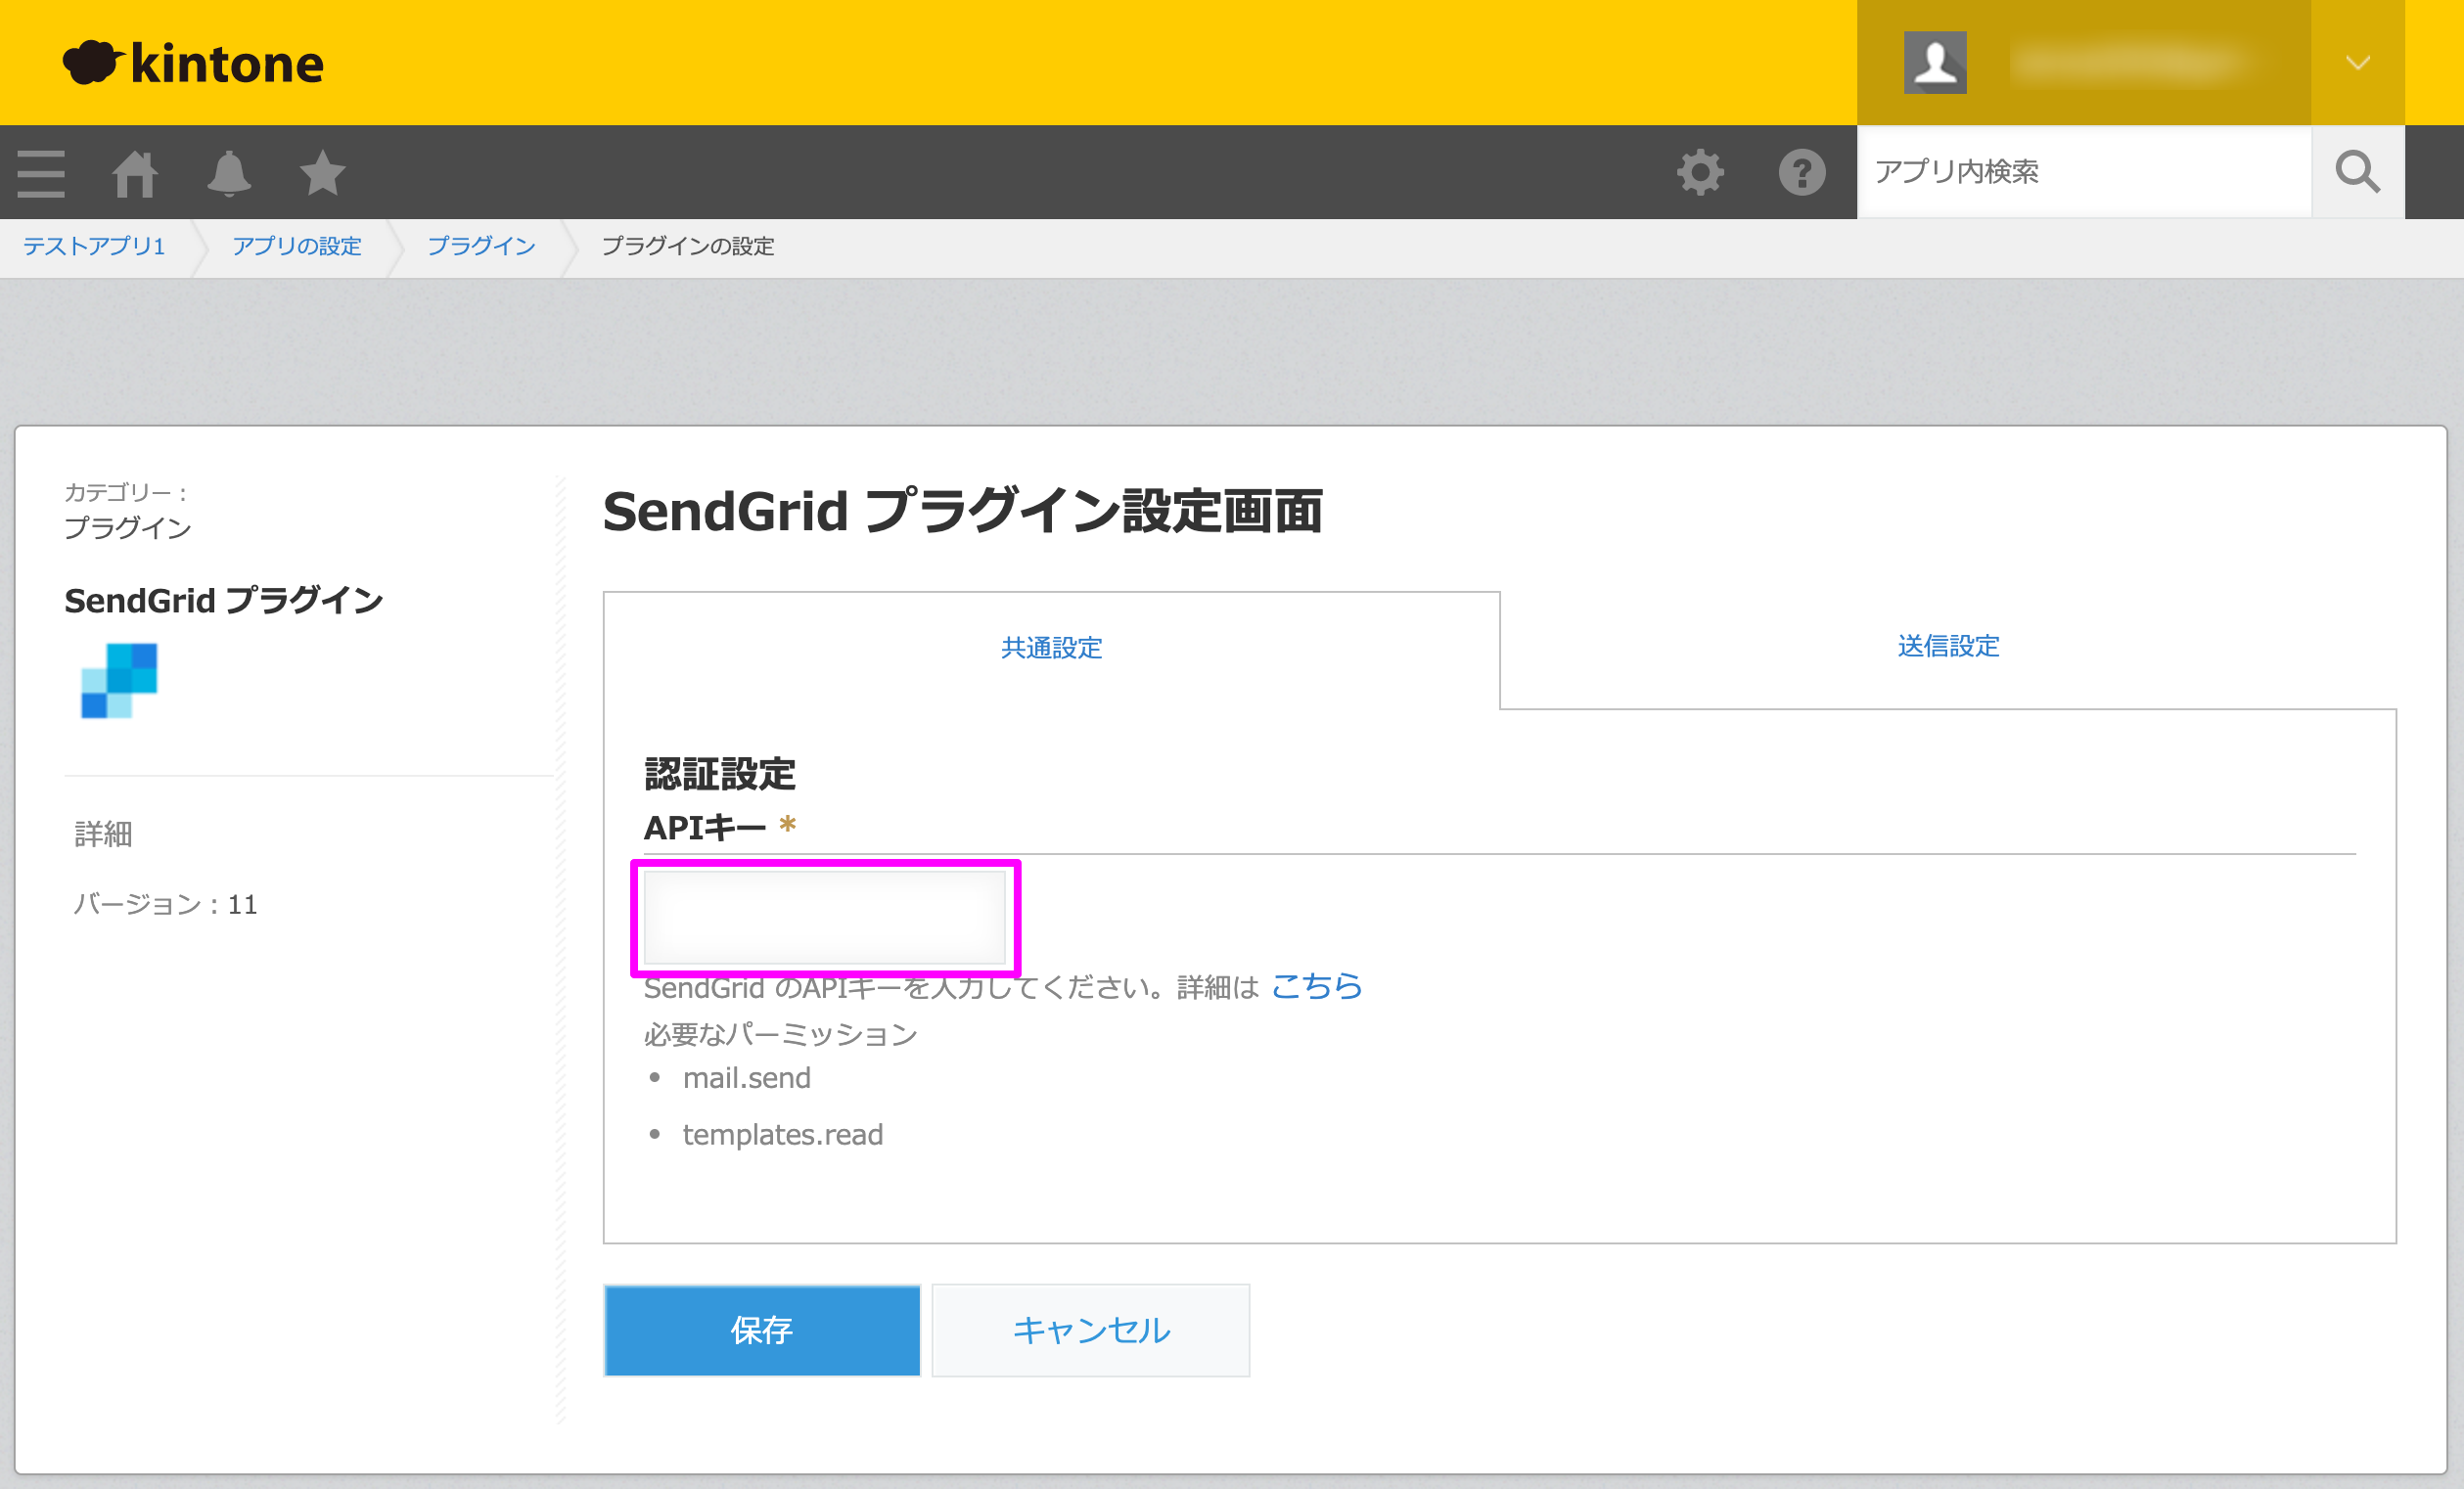 kintone
アプリ内検索
テストアプリ1 アプリの設定 プラグイン プラグインの設定
カテゴリー：
プラグイン
SendGrid プラグイン
詳細
バージョン：11
SendGrid プラグイン設定画面
共通設定 送信設定
認証設定
APIキー *
SendGrid のAPIキーを入力してください。詳細は こちら
必要なパーミッション
• mail.send
• templates.read
保存 キャンセル